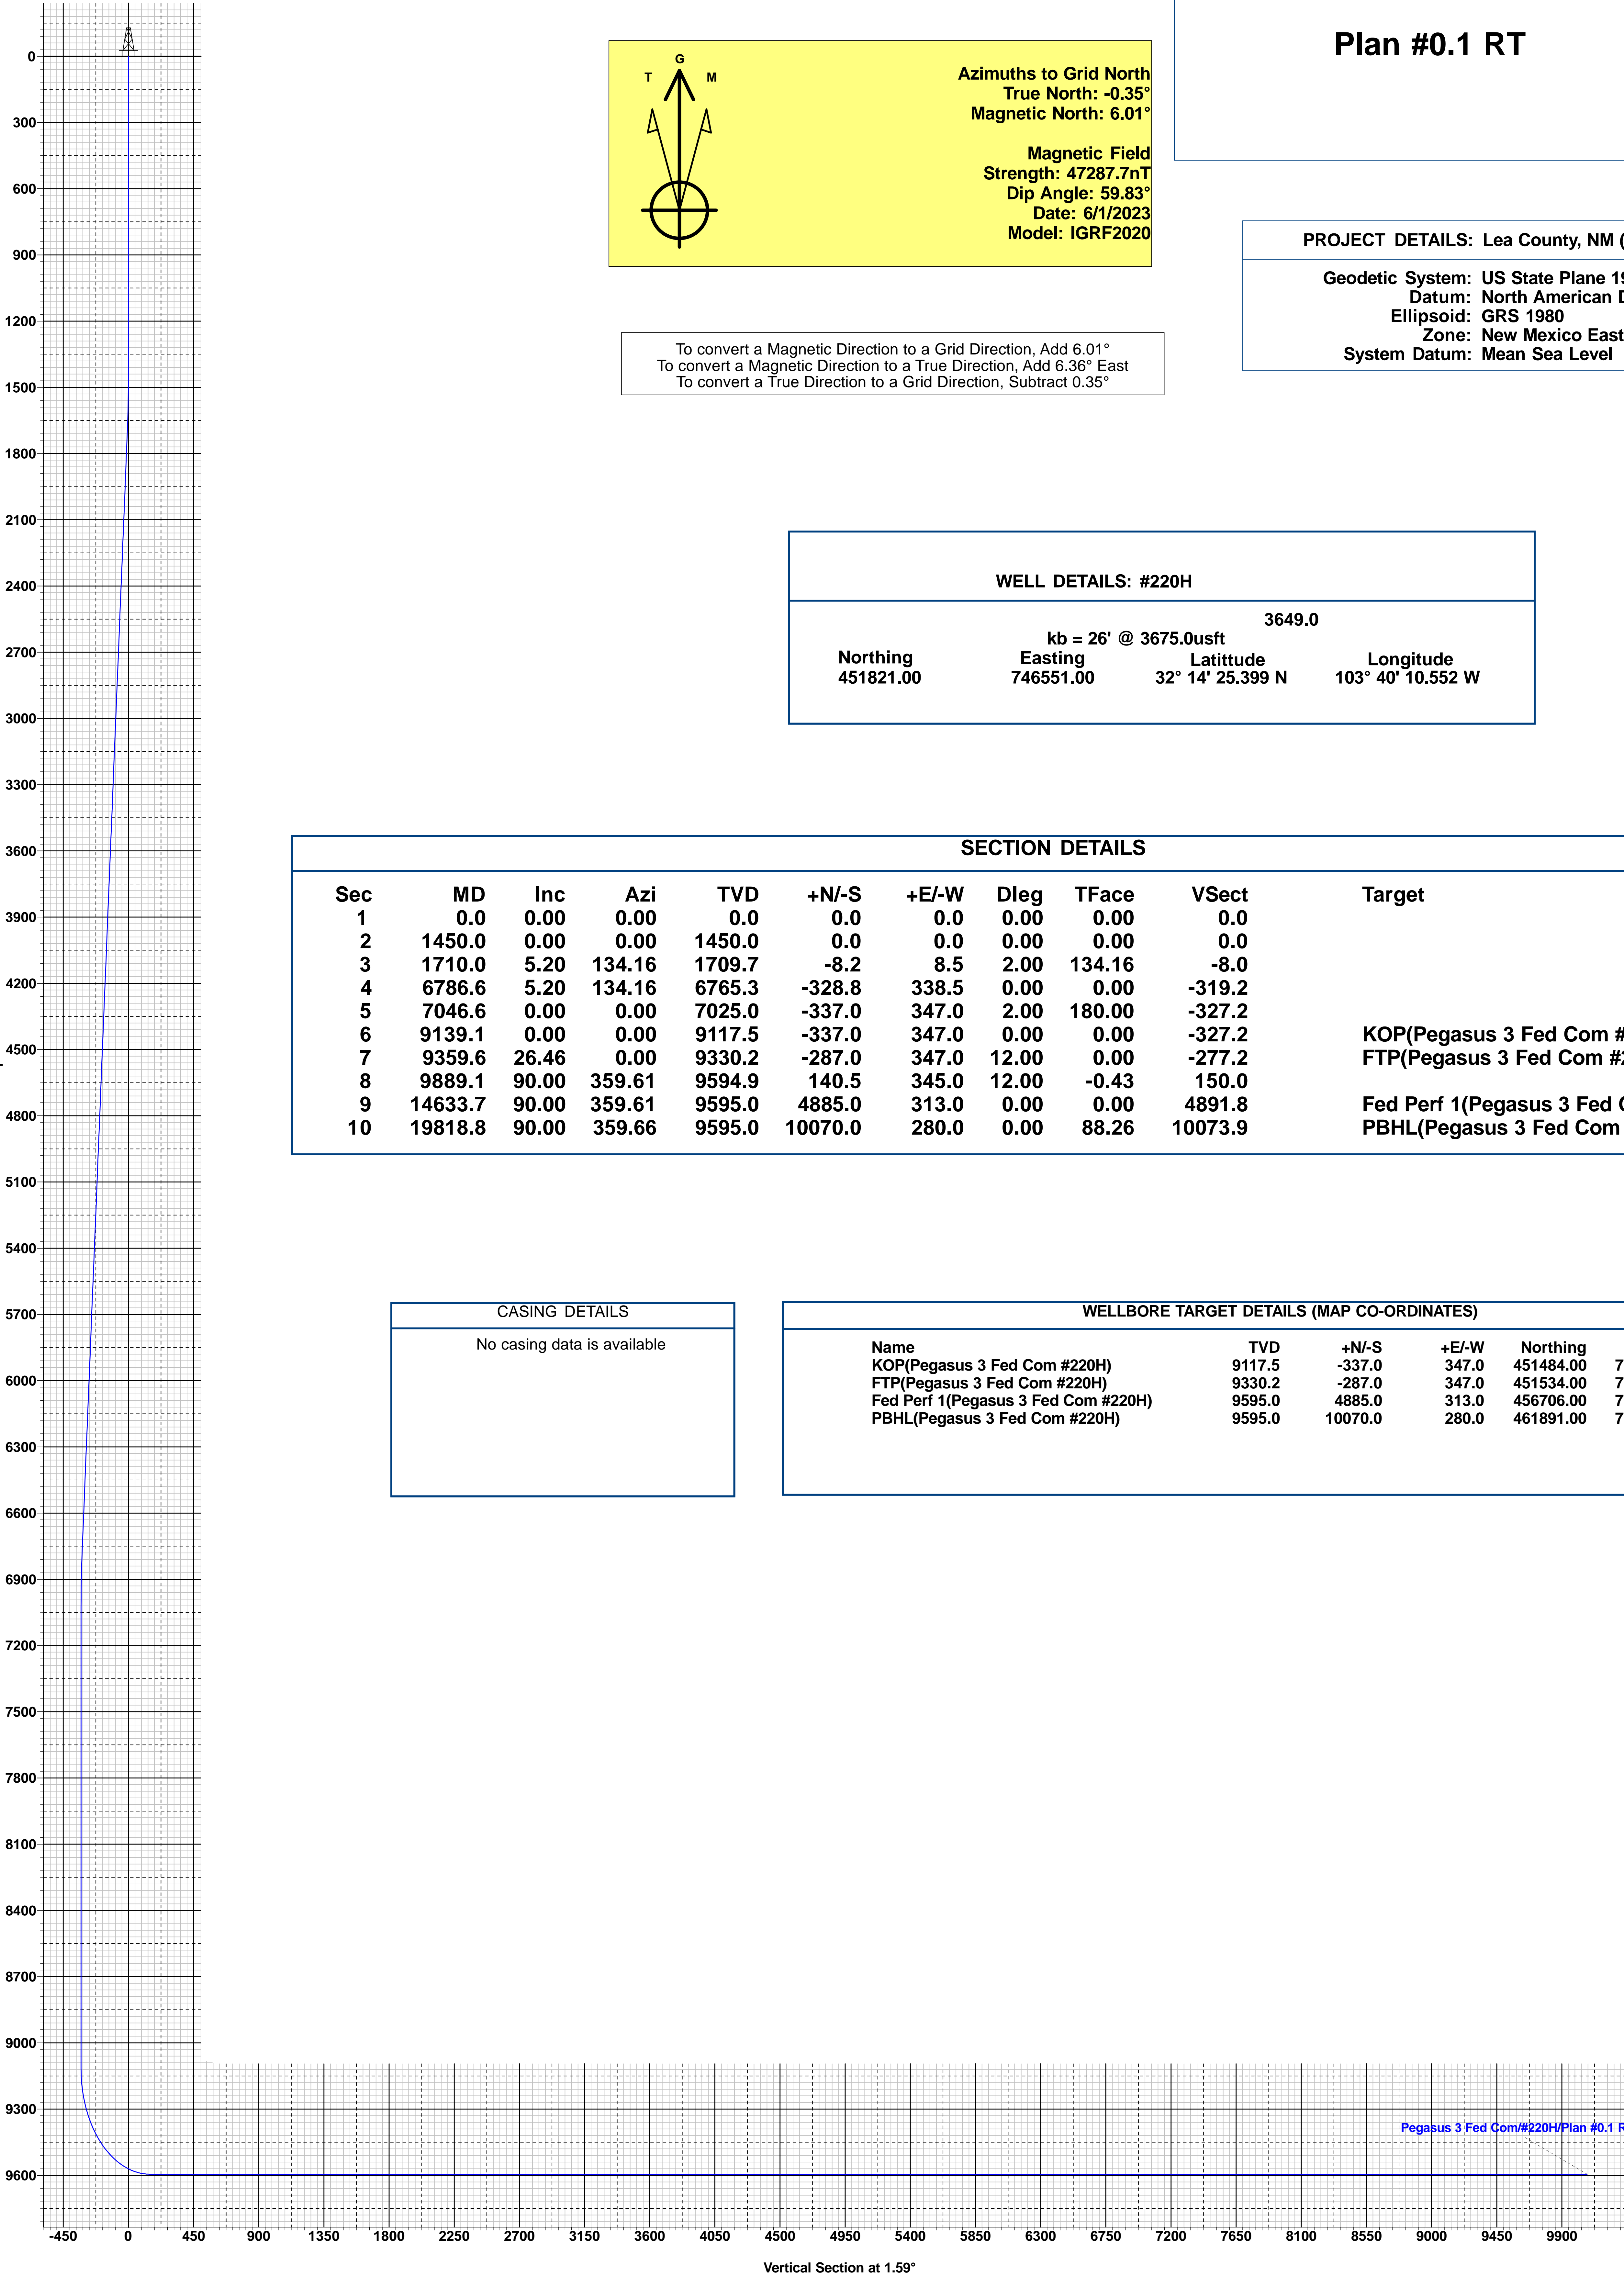 Plan #0.1 RT
G
T M
Azimuths to Grid North
True North: -0.35°
Magnetic North: 6.01°
Magnetic Field
Strength: 47287.7nT
Dip Angle: 59.83°
Date: 6/1/2023
Model: IGRF2020
PROJECT DETAILS: Lea County, NM (
Geodetic System: US State Plane 19
Datum: North American D
Ellipsoid: GRS 1980
Zone: New Mexico East
System Datum: Mean Sea Level
To convert a Magnetic Direction to a Grid Direction, Add 6.01°
To convert a Magnetic Direction to a True Direction, Add 6.36° East
To convert a True Direction to a Grid Direction, Subtract 0.35°
WELL DETAILS: #220H
3649.0
kb = 26' @ 3675.0usft
Northing Easting Latittude Longitude
451821.00 746551.00 32° 14' 25.399 N 103° 40' 10.552 W
SECTION DETAILS
Sec MD Inc Azi TVD +N/-S +E/-W Dleg TFace VSect Target
1 0.0 0.00 0.00 0.0 0.0 0.0 0.00 0.00 0.0
2 1450.0 0.00 0.00 1450.0 0.0 0.0 0.00 0.00 0.0
3 1710.0 5.20 134.16 1709.7 -8.2 8.5 2.00 134.16 -8.0
4 6786.6 5.20 134.16 6765.3 -328.8 338.5 0.00 0.00 -319.2
5 7046.6 0.00 0.00 7025.0 -337.0 347.0 2.00 180.00 -327.2
6 9139.1 0.00 0.00 9117.5 -337.0 347.0 0.00 0.00 -327.2 KOP(Pegasus 3 Fed Com #
7 9359.6 26.46 0.00 9330.2 -287.0 347.0 12.00 0.00 -277.2 FTP(Pegasus 3 Fed Com #2
8 9889.1 90.00 359.61 9594.9 140.5 345.0 12.00 -0.43 150.0
9 14633.7 90.00 359.61 9595.0 4885.0 313.0 0.00 0.00 4891.8 Fed Perf 1(Pegasus 3 Fed C
10 19818.8 90.00 359.66 9595.0 10070.0 280.0 0.00 88.26 10073.9 PBHL(Pegasus 3 Fed Com
CASING DETAILS
No casing data is available
WELLBORE TARGET DETAILS (MAP CO-ORDINATES)
Name TVD +N/-S +E/-W Northing
KOP(Pegasus 3 Fed Com #220H) 9117.5 -337.0 347.0 451484.00 7
FTP(Pegasus 3 Fed Com #220H) 9330.2 -287.0 347.0 451534.00 7
Fed Perf 1(Pegasus 3 Fed Com #220H) 9595.0 4885.0 313.0 456706.00 7
PBHL(Pegasus 3 Fed Com #220H) 9595.0 10070.0 280.0 461891.00 7
0
300
600
900
1200
1500
1800
2100
2400
2700
3000
3300
3600
3900
4200
4500
4800
5100
5400
5700
6000
6300
6600
6900
7200
7500
7800
8100
8400
8700
9000
9300
9600
Pegasus 3 Fed Com/#220H/Plan #0.1 R
-450 0 450 900 1350 1800 2250 2700 3150 3600 4050 4500 4950 5400 5850 6300 6750 7200 7650 8100 8550 9000 9450 9900
Vertical Section at 1.59°